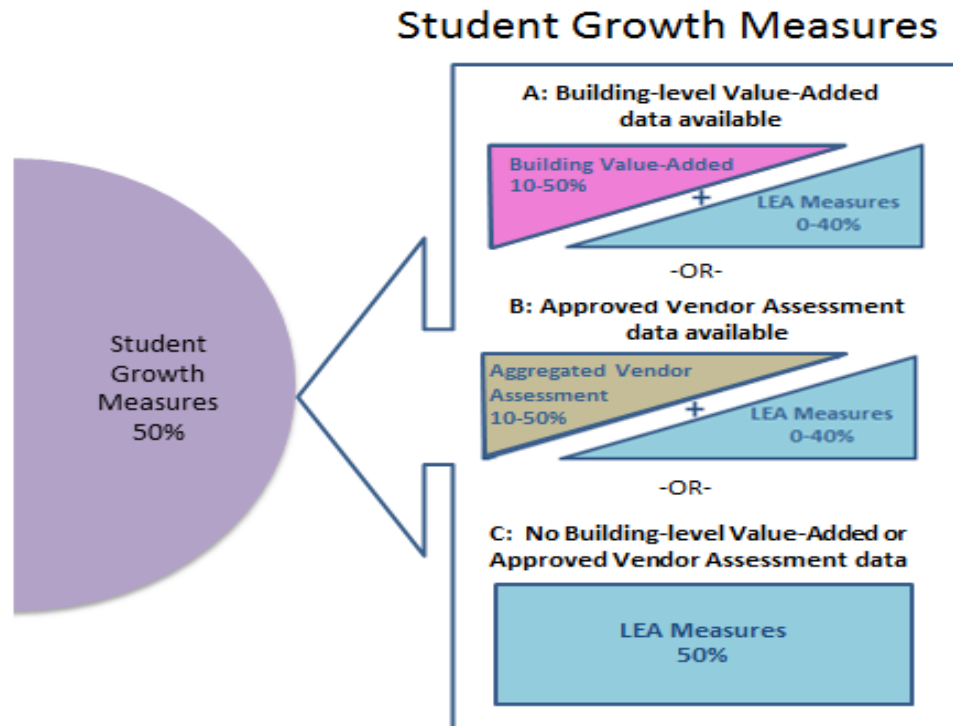 Student Growth Measures
Student
Growth
Measures
50%
A: Building-level Value-Added
data available
Building Value-Added
10-50%
+
LEA Measures
0-40%
-OR-
B: Approved Vendor Assessment
data available
Aggregated Vendor
Assessment
10-50%
+
LEA Measures
0-40%
-OR-
C: No Building-level Value-Added or
Approved Vendor Assessment data
LEA Measures
50%